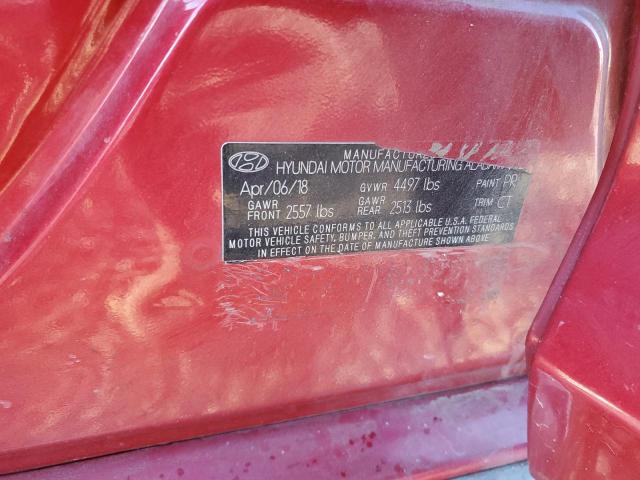 MANUFACTURED
HYUNDAI MOTOR MANUFACTURING ALABAMA
Apr/06/18 GVWR 4497 lbs PAINT PR
GAWR FRONT 2557 lbs GAWR REAR 2513 lbs TRIM CT
THIS VEHICLE CONFORMS TO ALL APPLICABLE U.S.A. FEDERAL
MOTOR VEHICLE SAFETY, BUMPER, AND THEFT PREVENTION STANDARDS
IN EFFECT ON THE DATE OF MANUFACTURE SHOWN ABOVE